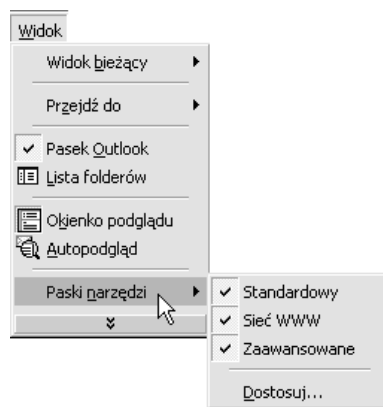 Widok
Widok bieżący
Przejdź do
Pasek Outlook
Lista folderów
Okienko podglądu
Autopodgląd
Paski narzędzi
Standardowy
Sieć WWW
Zaawansowane
Dostosuj...